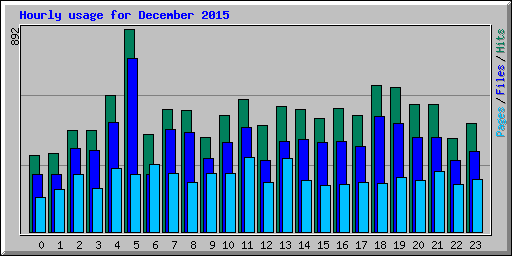 Hourly usage for December 2015
892
Pages / Files / Hits
0 1 2 3 4 5 6 7 8 9 10 11 12 13 14 15 16 17 18 19 20 21 22 23